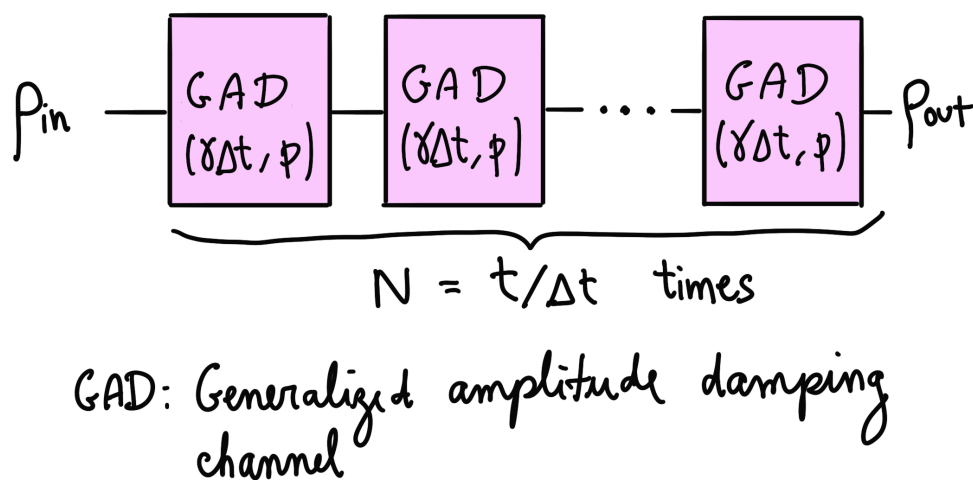 ρin GAD GAD ... GAD ρout
(γΔt, p) (γΔt, p) (γΔt, p)
N = t/Δt times
GAD: Generalized amplitude damping
channel